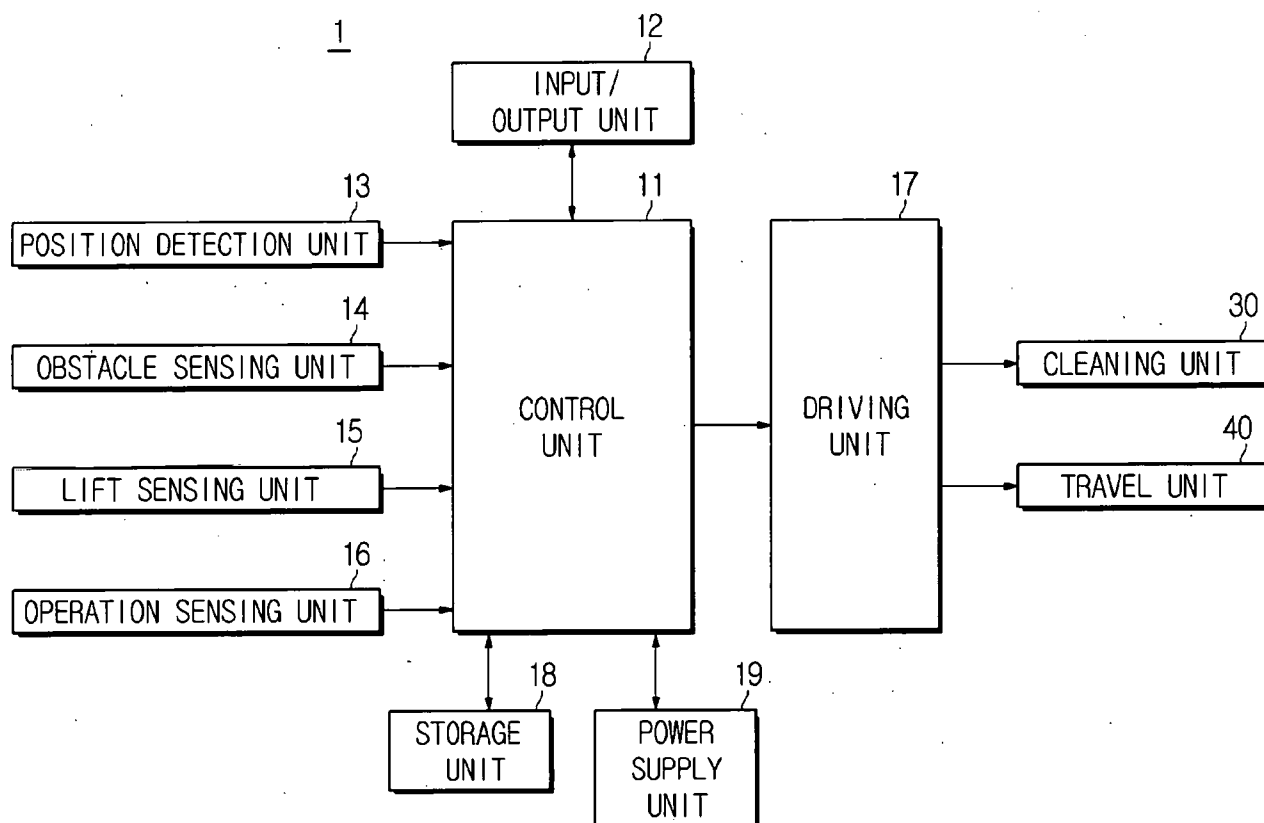 1
12
INPUT/
OUTPUT UNIT
13
POSITION DETECTION UNIT
14
OBSTACLE SENSING UNIT
15
LIFT SENSING UNIT
16
OPERATION SENSING UNIT
11
CONTROL
UNIT
17
DRIVING
UNIT
30
CLEANING UNIT
40
TRAVEL UNIT
18
STORAGE
UNIT
19
POWER
SUPPLY
UNIT